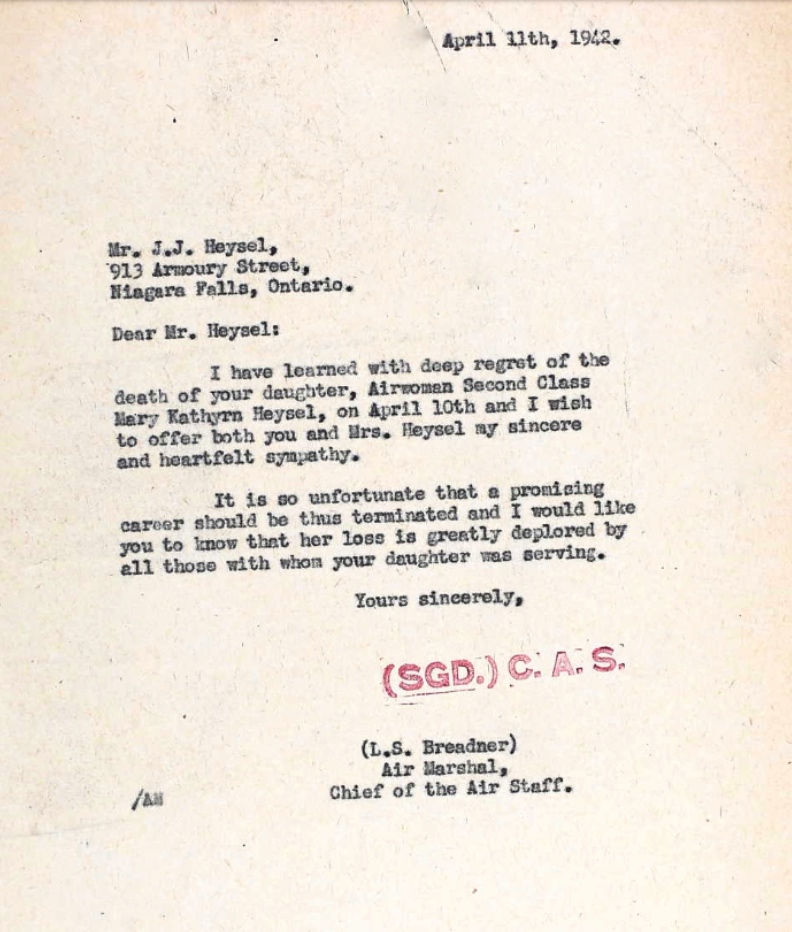 April 11th, 1942.
Mr. J.J. Heysel,
913 Armoury Street,
Niagara Falls, Ontario.
Dear Mr. Heysel:
I have learned with deep regret of the
death of your daughter, Airwoman Second Class
Mary Kathyrn Heysel, on April 10th and I wish
to offer both you and Mrs. Heysel my sincere
and heartfelt sympathy.
It is so unfortunate that a promising
career should be thus terminated and I would like
you to know that her loss is greatly deplored by
all those with whom your daughter was serving.
Yours sincerely,
(SGD.) C. A. S.
(L.S. Breadner)
Air Marshal,
Chief of the Air Staff.
/AM